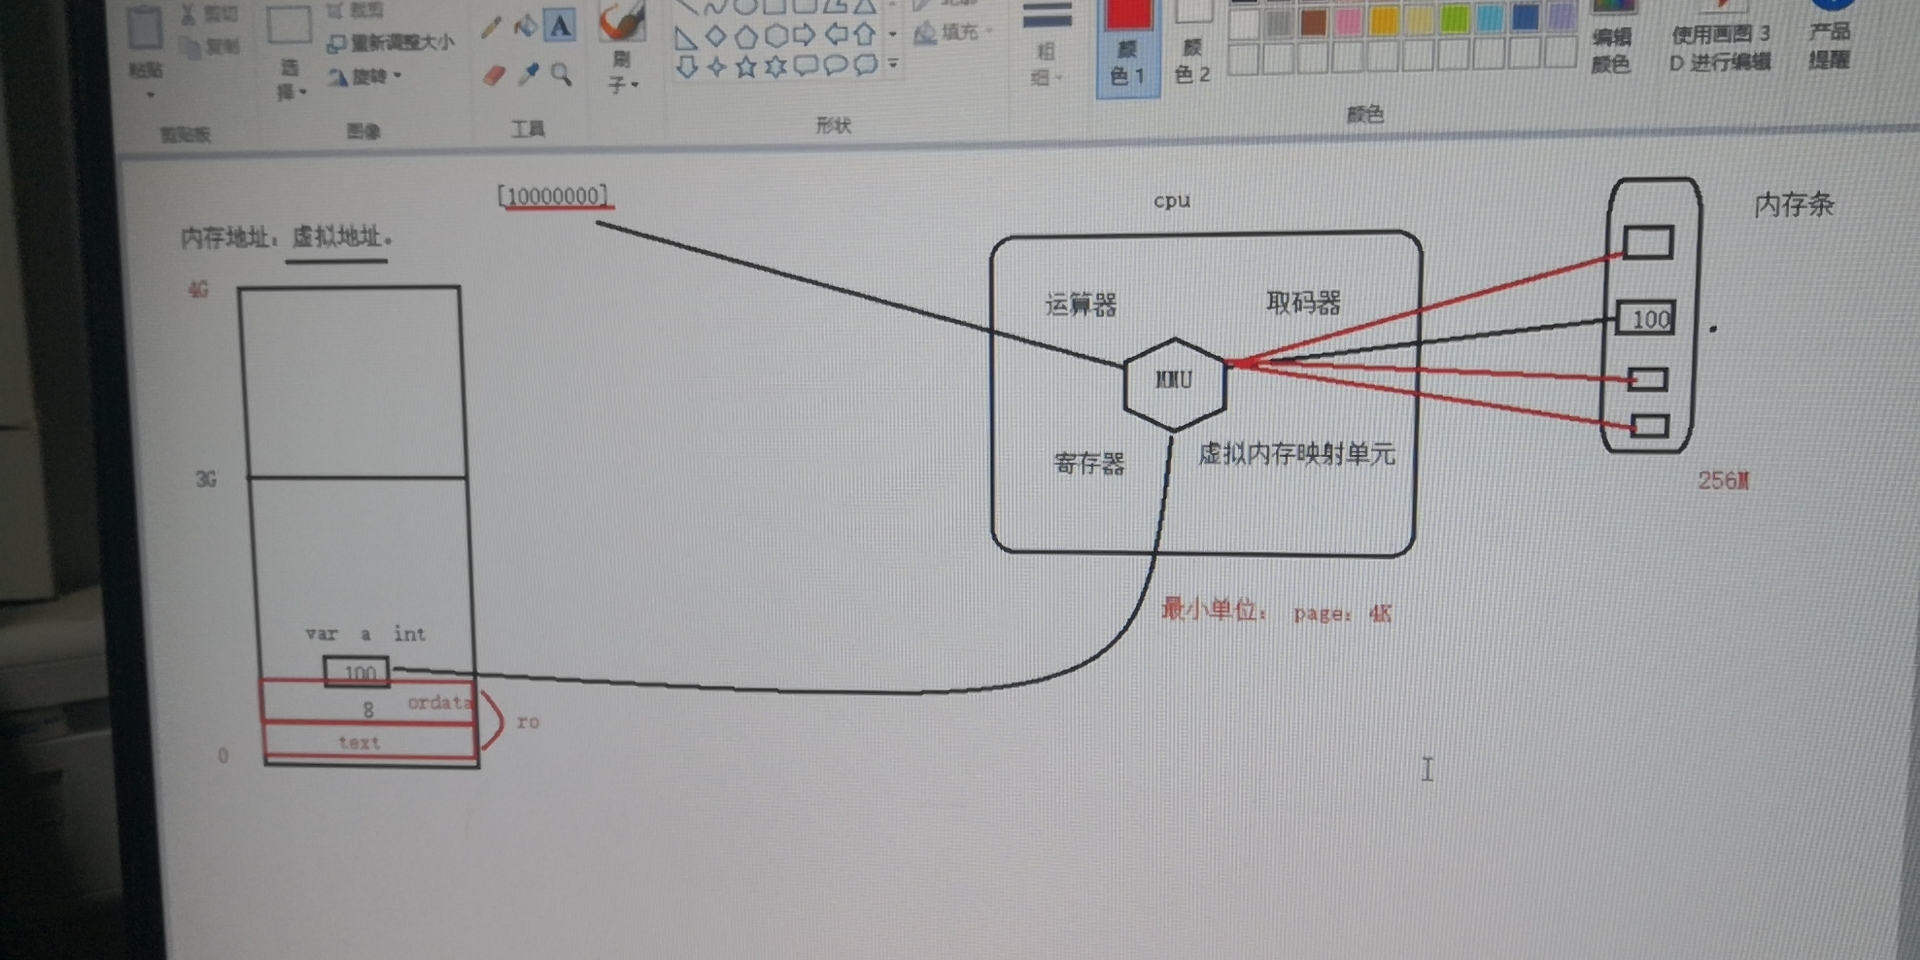 剪切
复制
粘贴
剪贴板
选
择
裁剪
重新调整大小
旋转
图像
A
工具
刷
子
形状
填充
粗
细
颜
色 1
颜
色 2
颜色
编辑
颜色
使用画图 3
D 进行编辑
产品
提醒
[10000000]
内存地址：虚拟地址。
4G
3G
var a int
100
8
ordata
text
ro
0
cpu
运算器
取码器
MMU
寄存器
虚拟内存映射单元
最小单位： page：4K
内存条
100
256M